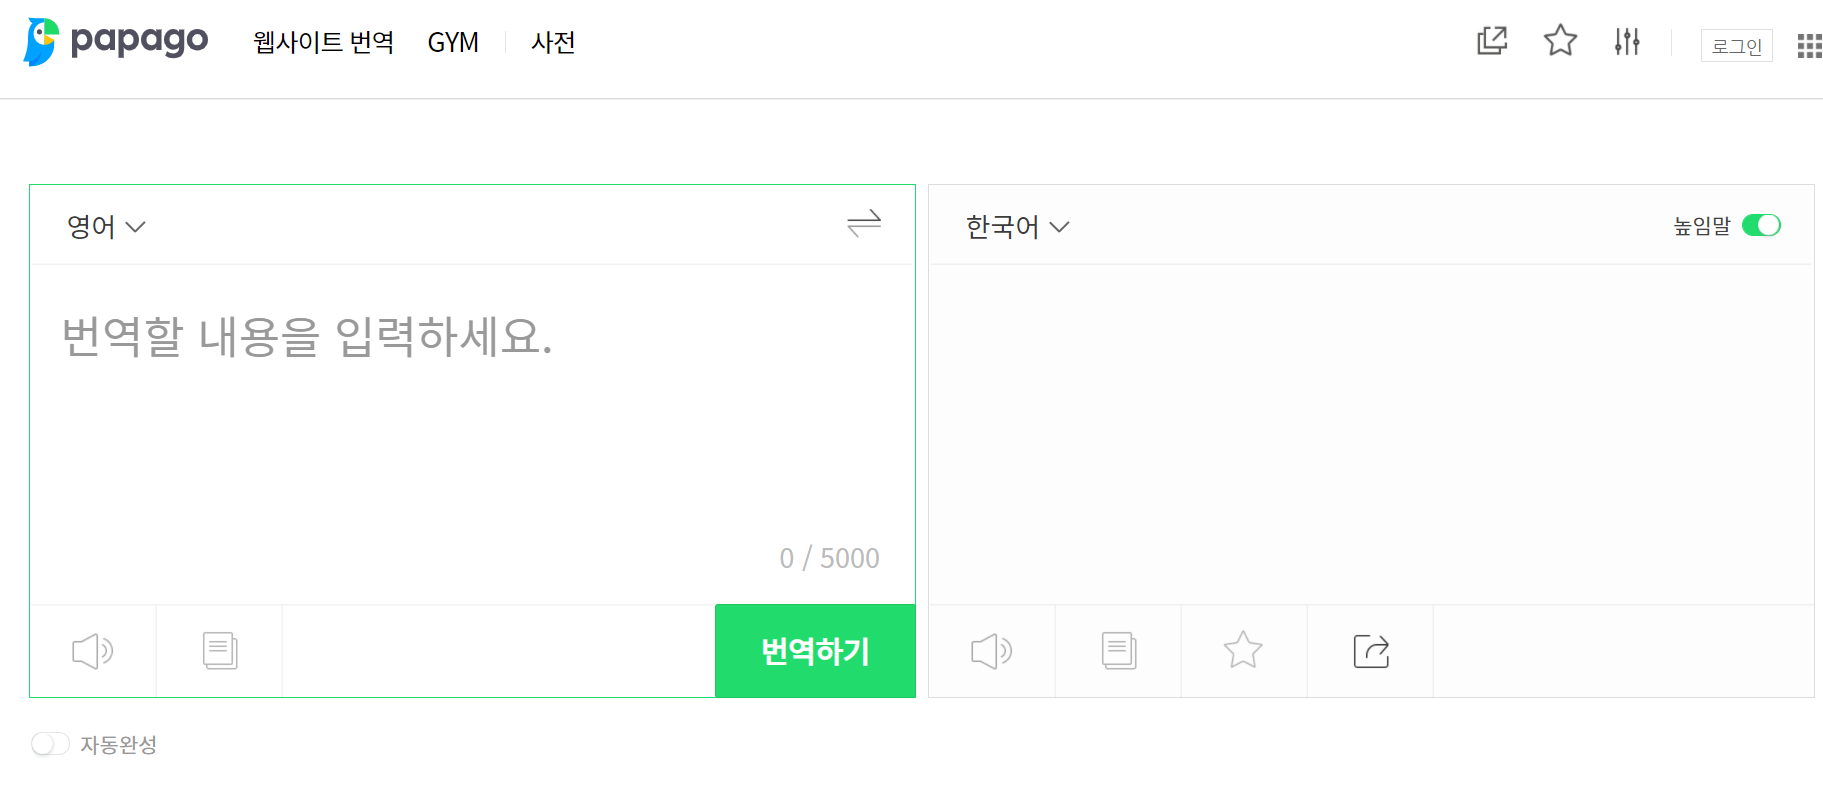 papago 웹사이트 번역 GYM 사전 로그인
영어 한국어 높임말
번역할 내용을 입력하세요.
0 / 5000
번역하기
자동완성